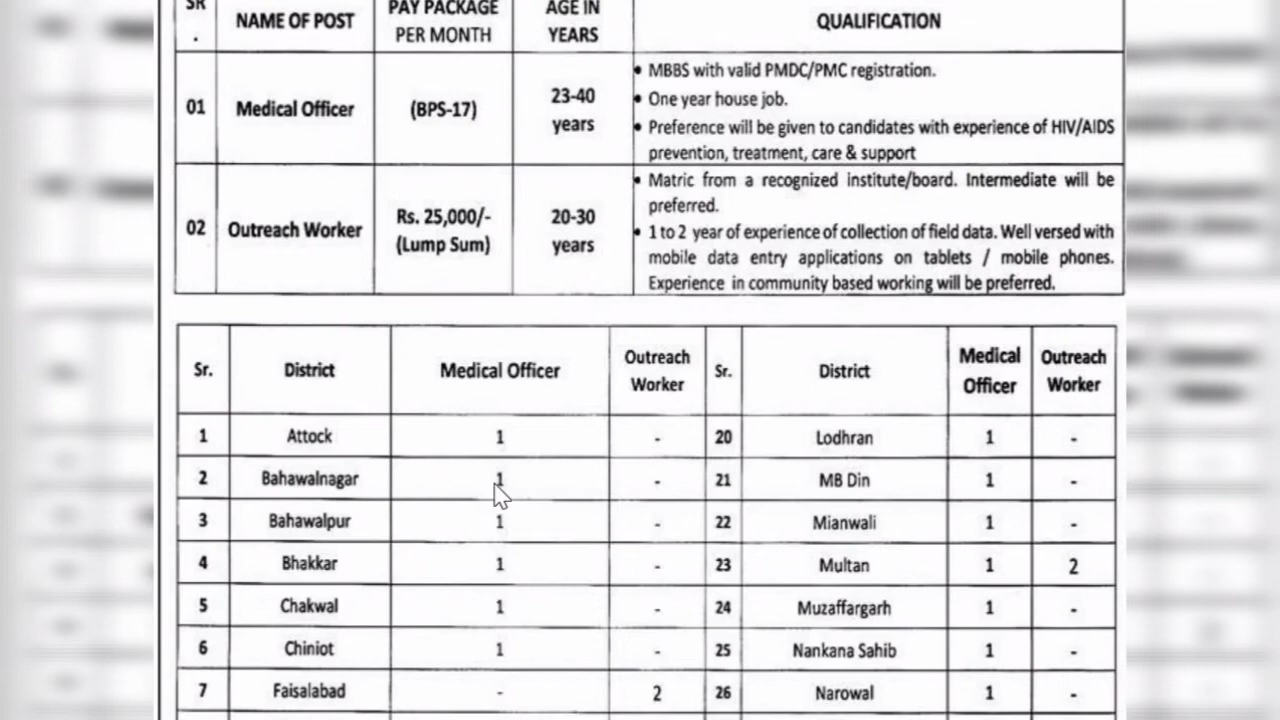 SR . NAME OF POST PAY PACKAGE PER MONTH AGE IN YEARS QUALIFICATION
01 Medical Officer (BPS-17) 23-40 years
• MBBS with valid PMDC/PMC registration.
• One year house job.
• Preference will be given to candidates with experience of HIV/AIDS
prevention, treatment, care & support
02 Outreach Worker Rs. 25,000/- (Lump Sum) 20-30 years
• Matric from a recognized institute/board. Intermediate will be
preferred.
• 1 to 2 year of experience of collection of field data. Well versed with
mobile data entry applications on tablets / mobile phones.
Experience in community based working will be preferred.
Sr. District Medical Officer Outreach Worker Sr. District Medical Officer Outreach Worker
1 Attock 1 - 20 Lodhran 1 -
2 Bahawalnagar 1 - 21 MB Din 1 -
3 Bahawalpur 1 - 22 Mianwali 1 -
4 Bhakkar 1 - 23 Multan 1 2
5 Chakwal 1 - 24 Muzaffargarh 1 -
6 Chiniot 1 - 25 Nankana Sahib 1 -
7 Faisalabad - 2 26 Narowal 1 -